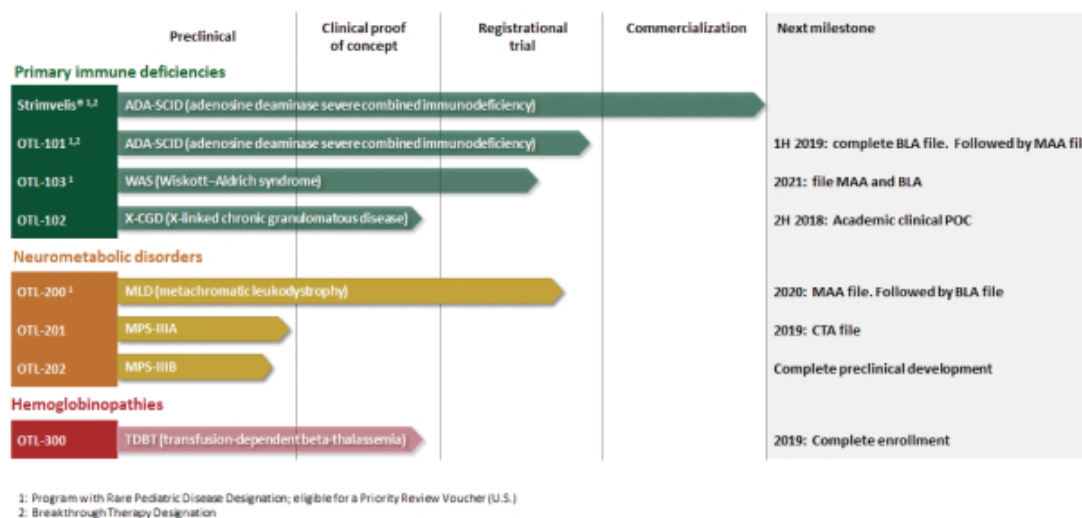 Preclinical
Clinical proof
of concept
Registrational
trial
Commercialization
Next milestone
Primary immune deficiencies
Strimvelis® 1,2 ADA-SCID (adenosine deaminase severe combined immunodeficiency)
OTL-101 1,2 ADA-SCID (adenosine deaminase severe combined immunodeficiency) 1H 2019: complete BLA file. Followed by MAA fil
OTL-103 1 WAS (Wiskott–Aldrich syndrome) 2021: file MAA and BLA
OTL-102 X-CGD (X-linked chronic granulomatous disease) 2H 2018: Academic clinical POC
Neurometabolic disorders
OTL-200 1 MLD (metachromatic leukodystrophy) 2020: MAA file. Followed by BLA file
OTL-201 MPS-IIIA 2019: CTA file
OTL-202 MPS-IIIB Complete preclinical development
Hemoglobinopathies
OTL-300 TDBT (transfusion-dependent beta-thalassemia) 2019: Complete enrollment
1: Program with Rare Pediatric Disease Designation; eligible for a Priority Review Voucher (U.S.)
2: Breakthrough Therapy Designation